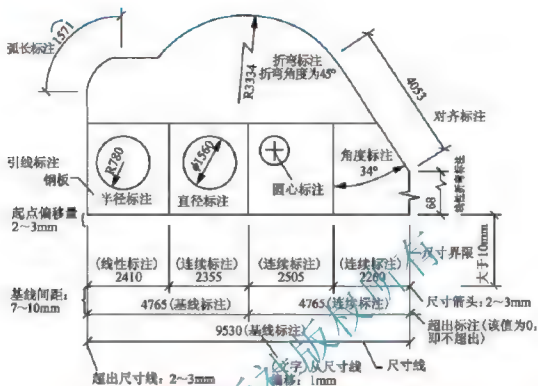 弧长标注
1571
R3334
折弯标注
折弯角度为45°
4053
对齐标注
引线标注
钢板
R780
半径标注
φ1560
直径标注
圆心标注
角度标注
34°
68
线性折断标注
起点偏移量
2~3mm
(线性标注)
2410
(连续标注)
2355
(连续标注)
2505
(连续标注)
2260
尺寸界限
大于10mm
基线间距:
7~10mm
4765(基线标注)
4765(连续标注)
尺寸箭头:2~3mm
9530(基线标注)
超出标注(该值为0,
即不超出)
超出尺寸线:2~3mm
(文字)从尺寸线
偏移:1mm
尺寸线